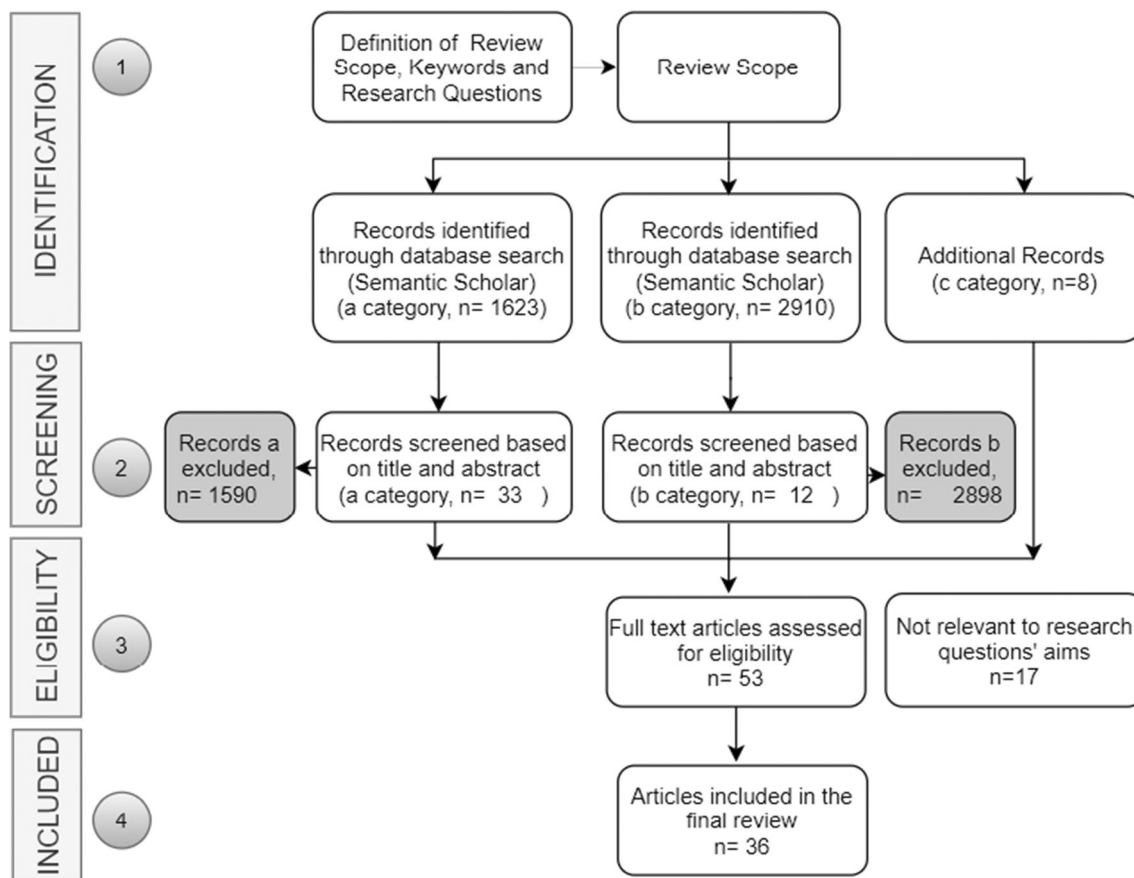 IDENTIFICATION
1
Definition of Review
Scope, Keywords and
Research Questions
Review Scope
Records identified
through database search
(Semantic Scholar)
(a category, n= 1623)
Records identified
through database search
(Semantic Scholar)
(b category, n= 2910)
Additional Records
(c category, n=8)
SCREENING
2
Records a
excluded,
n= 1590
Records screened based
on title and abstract
(a category, n= 33 )
Records screened based
on title and abstract
(b category, n= 12 )
Records b
excluded,
n= 2898
ELIGIBILITY
3
Full text articles assessed
for eligibility
n= 53
Not relevant to research
questions' aims
n=17
INCLUDED
4
Articles included in the
final review
n= 36